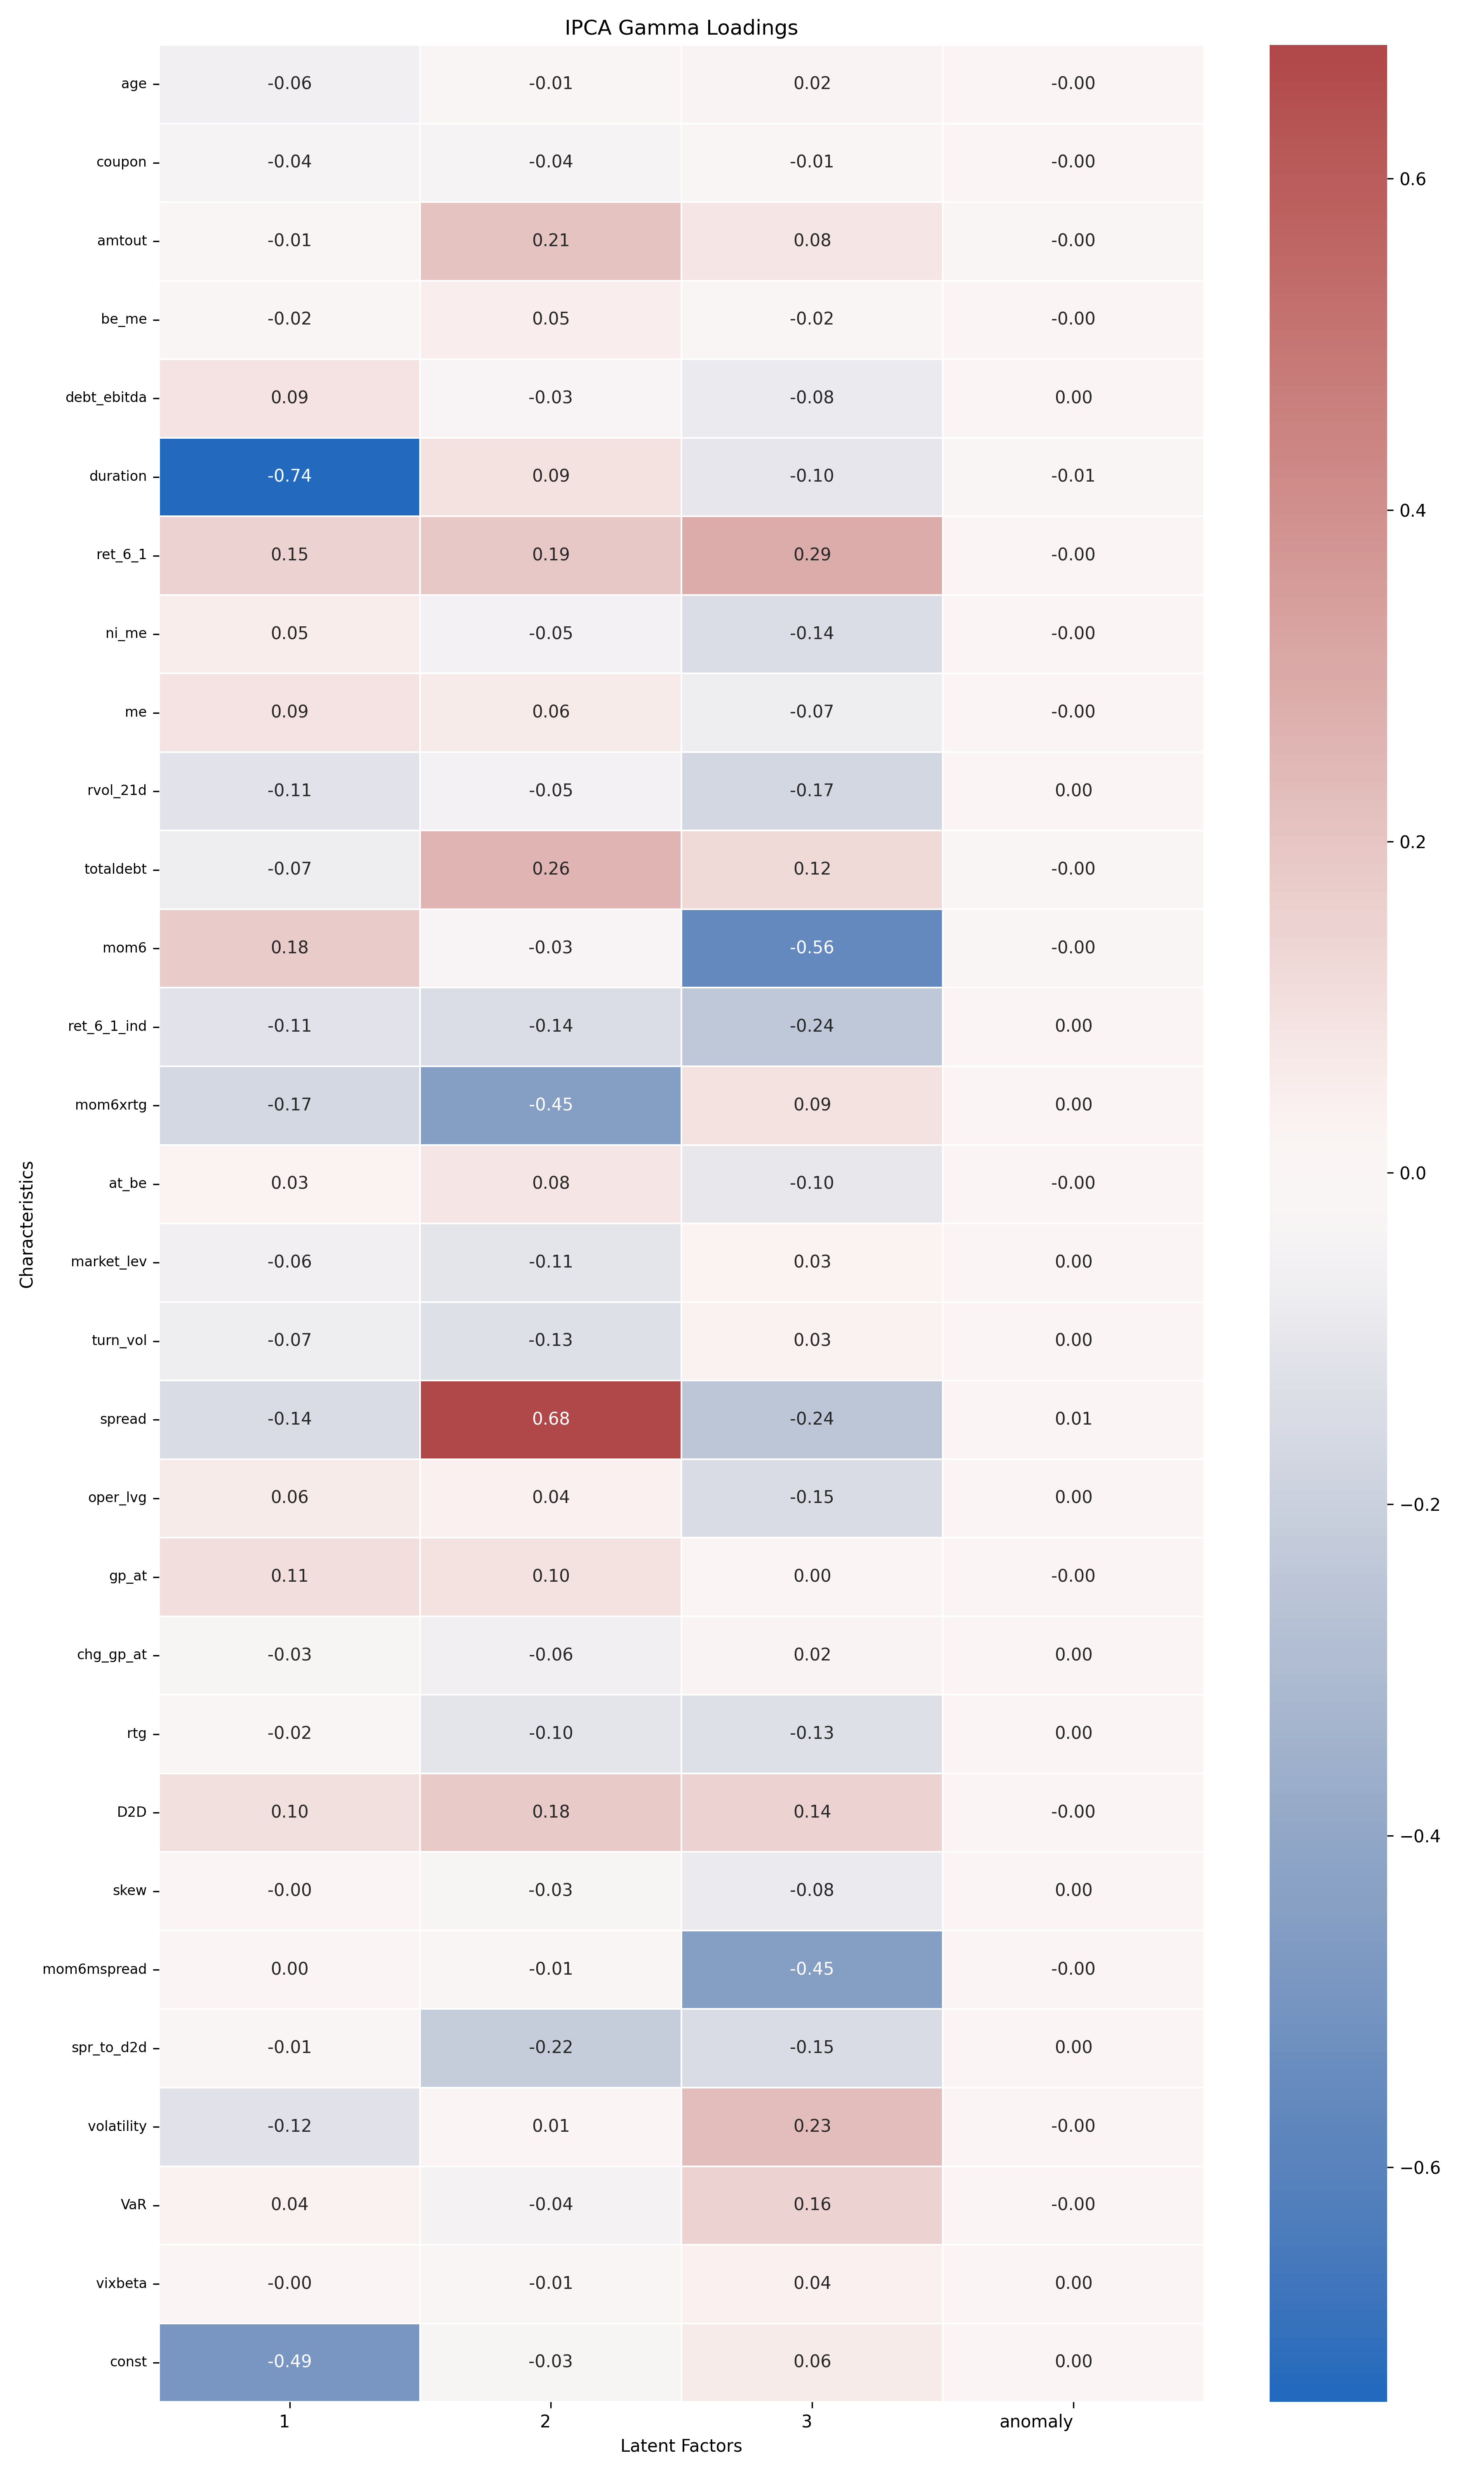 IPCA Gamma Loadings
age -0.06 -0.01 0.02 -0.00
coupon -0.04 -0.04 -0.01 -0.00
amtout -0.01 0.21 0.08 -0.00
be_me -0.02 0.05 -0.02 -0.00
debt_ebitda 0.09 -0.03 -0.08 0.00
duration -0.74 0.09 -0.10 -0.01
ret_6_1 0.15 0.19 0.29 -0.00
ni_me 0.05 -0.05 -0.14 -0.00
me 0.09 0.06 -0.07 -0.00
rvol_21d -0.11 -0.05 -0.17 0.00
totaldebt -0.07 0.26 0.12 -0.00
mom6 0.18 -0.03 -0.56 -0.00
ret_6_1_ind -0.11 -0.14 -0.24 0.00
mom6xrtg -0.17 -0.45 0.09 0.00
at_be 0.03 0.08 -0.10 -0.00
market_lev -0.06 -0.11 0.03 0.00
turn_vol -0.07 -0.13 0.03 0.00
spread -0.14 0.68 -0.24 0.01
oper_lvg 0.06 0.04 -0.15 0.00
gp_at 0.11 0.10 0.00 -0.00
chg_gp_at -0.03 -0.06 0.02 0.00
rtg -0.02 -0.10 -0.13 0.00
D2D 0.10 0.18 0.14 -0.00
skew -0.00 -0.03 -0.08 0.00
mom6mspread 0.00 -0.01 -0.45 -0.00
spr_to_d2d -0.01 -0.22 -0.15 0.00
volatility -0.12 0.01 0.23 -0.00
VaR 0.04 -0.04 0.16 -0.00
vixbeta -0.00 -0.01 0.04 0.00
const -0.49 -0.03 0.06 0.00
1 2 3 anomaly
Latent Factors
Characteristics
0.6
0.4
0.2
0.0
−0.2
−0.4
−0.6